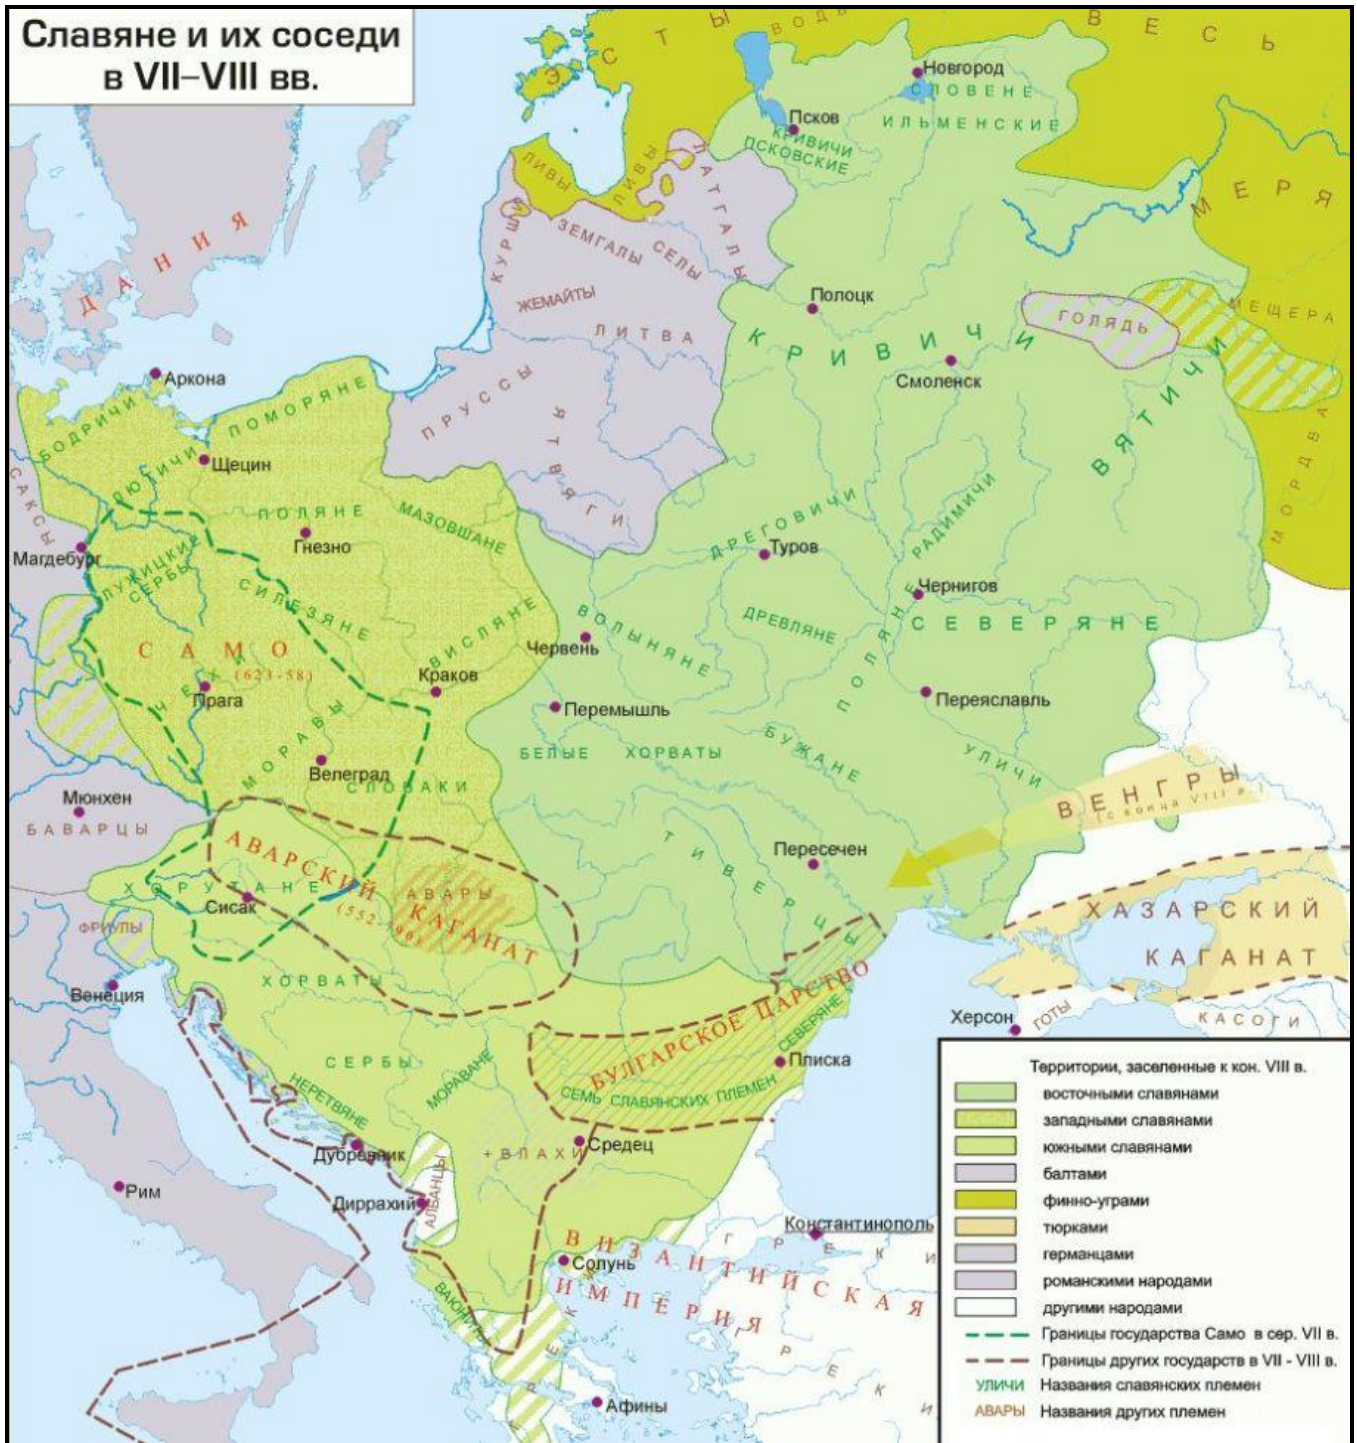 Славяне и их соседи
в VII–VIII вв.
ЭСТЫ
ВОДЬ
ВЕСЬ
Новгород
СЛОВЕНЕ
ИЛЬМЕНСКИЕ
Псков
КРИВИЧИ
ПСКОВСКИЕ
ЛИВЫ
ЛИВЫ
ЛАТГАЛЫ
МЕРЯ
ДАНИЯ
КУРШИ
ЗЕМГАЛЫ
СЕЛЫ
ЖЕМАЙТЫ
ЛИТВА
Полоцк
КРИВИЧИ
ГОЛЯДЬ
МЕЩЕРА
Смоленск
Аркона
ПРУССЫ
ЯТВЯГИ
ВЯТИЧИ
МОРДВА
БОДРИЧИ
ПОМОРЯНЕ
ЛЮТИЧИ
Щецин
САКСЫ
ПОЛЯНЕ
Гнезно
МАЗОВШАНЕ
ДРЕГОВИЧИ
Туров
РАДИМИЧИ
Магдебург
ЛУЖИЦКИЕ
СЕРБЫ
СИЛЕЗЯНЕ
Чернигов
СЕВЕРЯНЕ
ВОЛЫНЯНЕ
ДРЕВЛЯНЕ
ПОЛЯНЕ
САМО
(623-58)
ЧЕХИ
Прага
ВИСЛЯНЕ
Краков
Червень
Перемышль
Переяславль
МОРАВЫ
Велеград
СЛОВАКИ
БЕЛЫЕ ХОРВАТЫ
БУЖАНЕ
УЛИЧИ
ВЕНГРЫ
(с конца VIII в.)
Мюнхен
БАВАРЦЫ
АВАРСКИЙ КАГАНАТ
АВАРЫ
ТИВЕРЦЫ
Пересечен
ХОРУТАНЕ
Сисак
ФРИУЛЫ
Венеция
ХОРВАТЫ
ХАЗАРСКИЙ
КАГАНАТ
Херсон
ГОТЫ
КАСОГИ
БУЛГАРСКОЕ ЦАРСТВО
СЕВЕРЯНЕ
Плиска
СЕМЬ СЛАВЯНСКИХ ПЛЕМЕН
СЕРБЫ
МОРАВАНЕ
НЕРЕТВЯНЕ
Дубровник
+ ВЛАХИ
Средец
Рим
Диррахий
АЛБАНЦЫ
Константинополь
ГРЕКИ
ВИЗАНТИЙСКАЯ
ИМПЕРИЯ
Солунь
ГРЕКИ
ГРЕКИ
Афины
Территории, заселенные к кон. VIII в.
восточными славянами
западными славянами
южными славянами
балтами
финно-уграми
тюрками
германцами
романскими народами
другими народами
Границы государства Само в сер. VII в.
Границы других государств в VII - VIII в.
УЛИЧИ Названия славянских племен
АВАРЫ Названия других племен